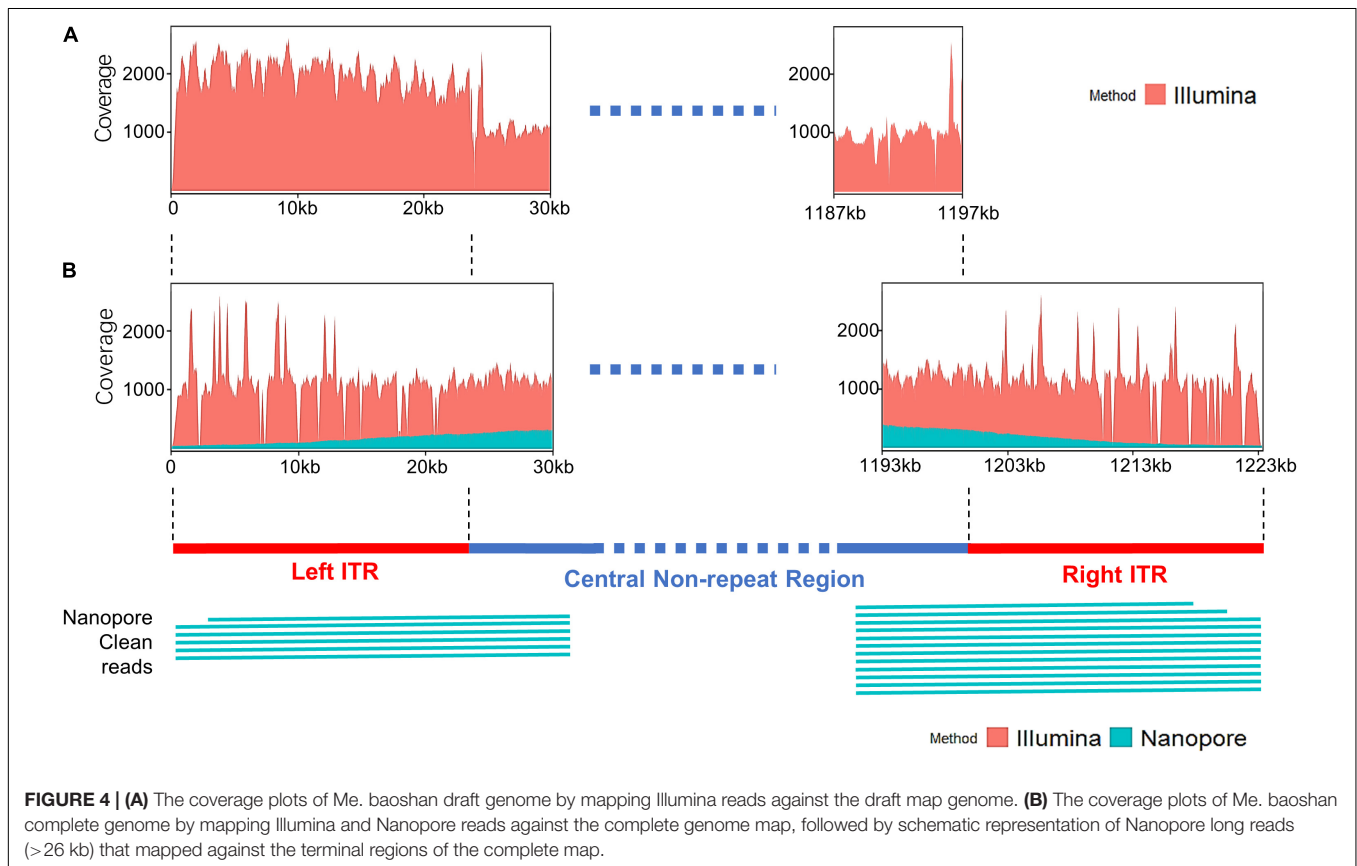 A
Coverage
2000
1000
0
10kb
20kb
30kb
2000
1000
1187kb
1197kb
Method
Illumina
B
Coverage
2000
1000
0
10kb
20kb
30kb
2000
1000
1193kb
1203kb
1213kb
1223kb
Left ITR
Central Non-repeat Region
Right ITR
Nanopore
Clean
reads
Method
Illumina
Nanopore
FIGURE 4 | (A) The coverage plots of Me. baoshan draft genome by mapping Illumina reads against the draft map genome. (B) The coverage plots of Me. baoshan
complete genome by mapping Illumina and Nanopore reads against the complete genome map, followed by schematic representation of Nanopore long reads
(>26 kb) that mapped against the terminal regions of the complete map.